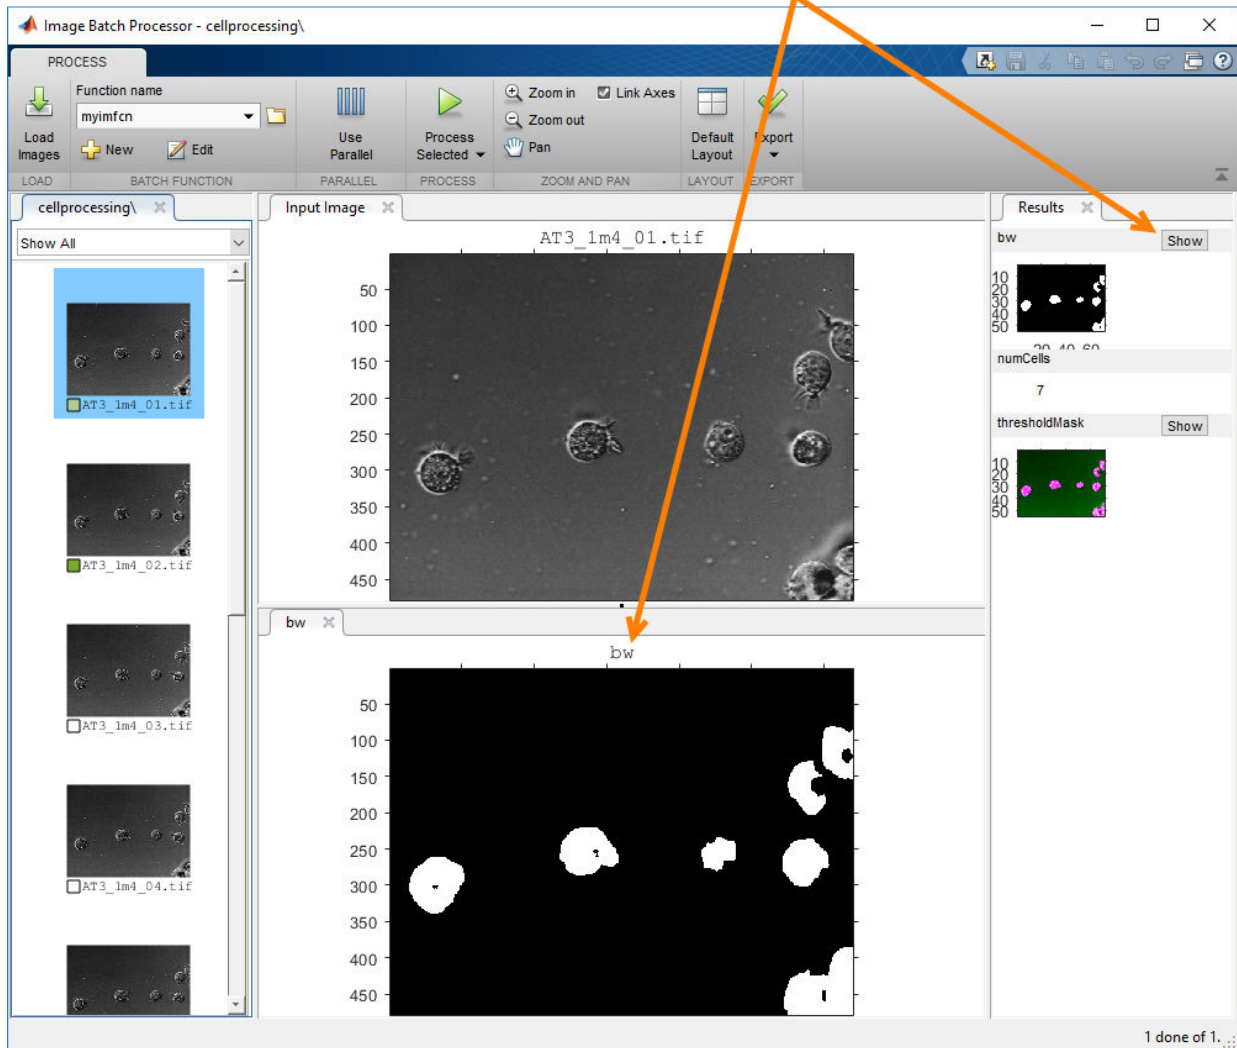 Image Batch Processor - cellprocessing\
PROCESS
Load
Images
LOAD
Function name
myimfcn
New
Edit
BATCH FUNCTION
Use
Parallel
PARALLEL
Process
Selected
PROCESS
Zoom in
Link Axes
Zoom out
Pan
ZOOM AND PAN
Default
Layout
LAYOUT
Export
EXPORT
cellprocessing\
Show All
AT3_1m4_01.tif
AT3_1m4_02.tif
AT3_1m4_03.tif
AT3_1m4_04.tif
Input Image
AT3_1m4_01.tif
50
100
150
200
250
300
350
400
450
bw
bw
50
100
150
200
250
300
350
400
450
Results
bw
Show
10
20
30
40
50
20 40 60
numCells
7
thresholdMask
Show
10
20
30
40
50
1 done of 1.